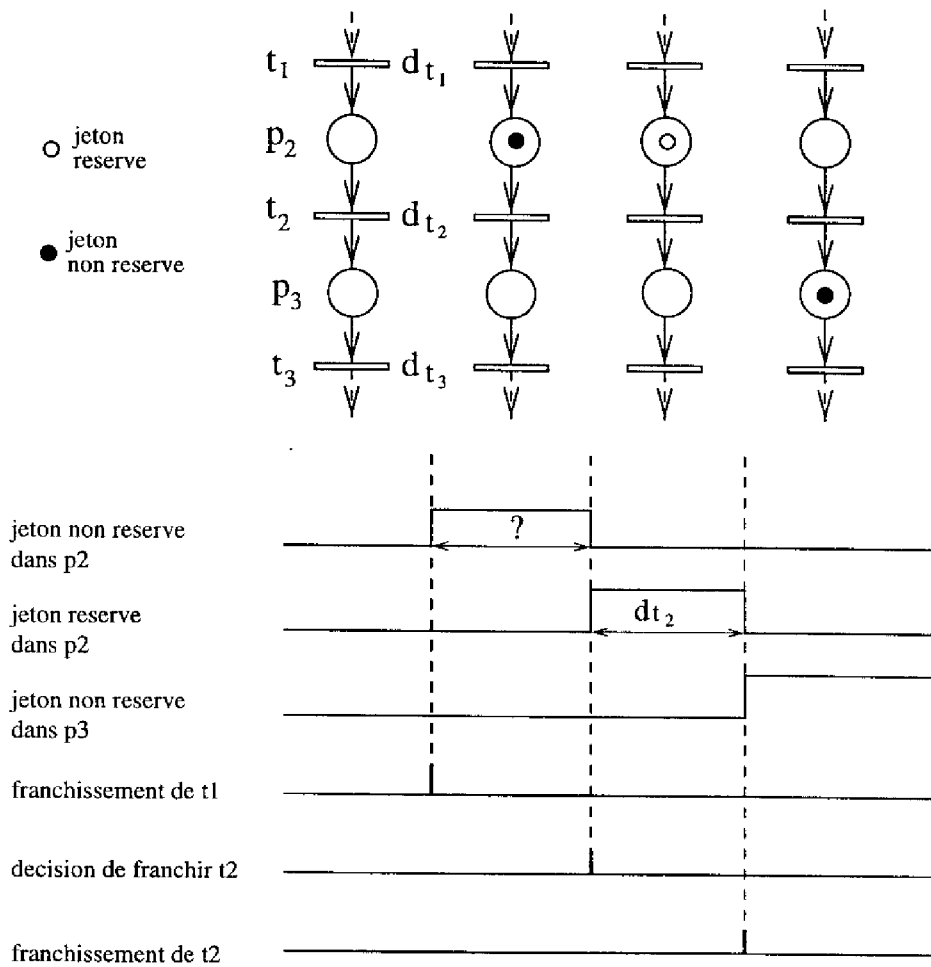 t1 dt1
jeton
reserve
p2
t2 dt2
jeton
non reserve
p3
t3 dt3
jeton non reserve
dans p2
?
jeton reserve
dans p2
dt2
jeton non reserve
dans p3
franchissement de t1
decision de franchir t2
franchissement de t2